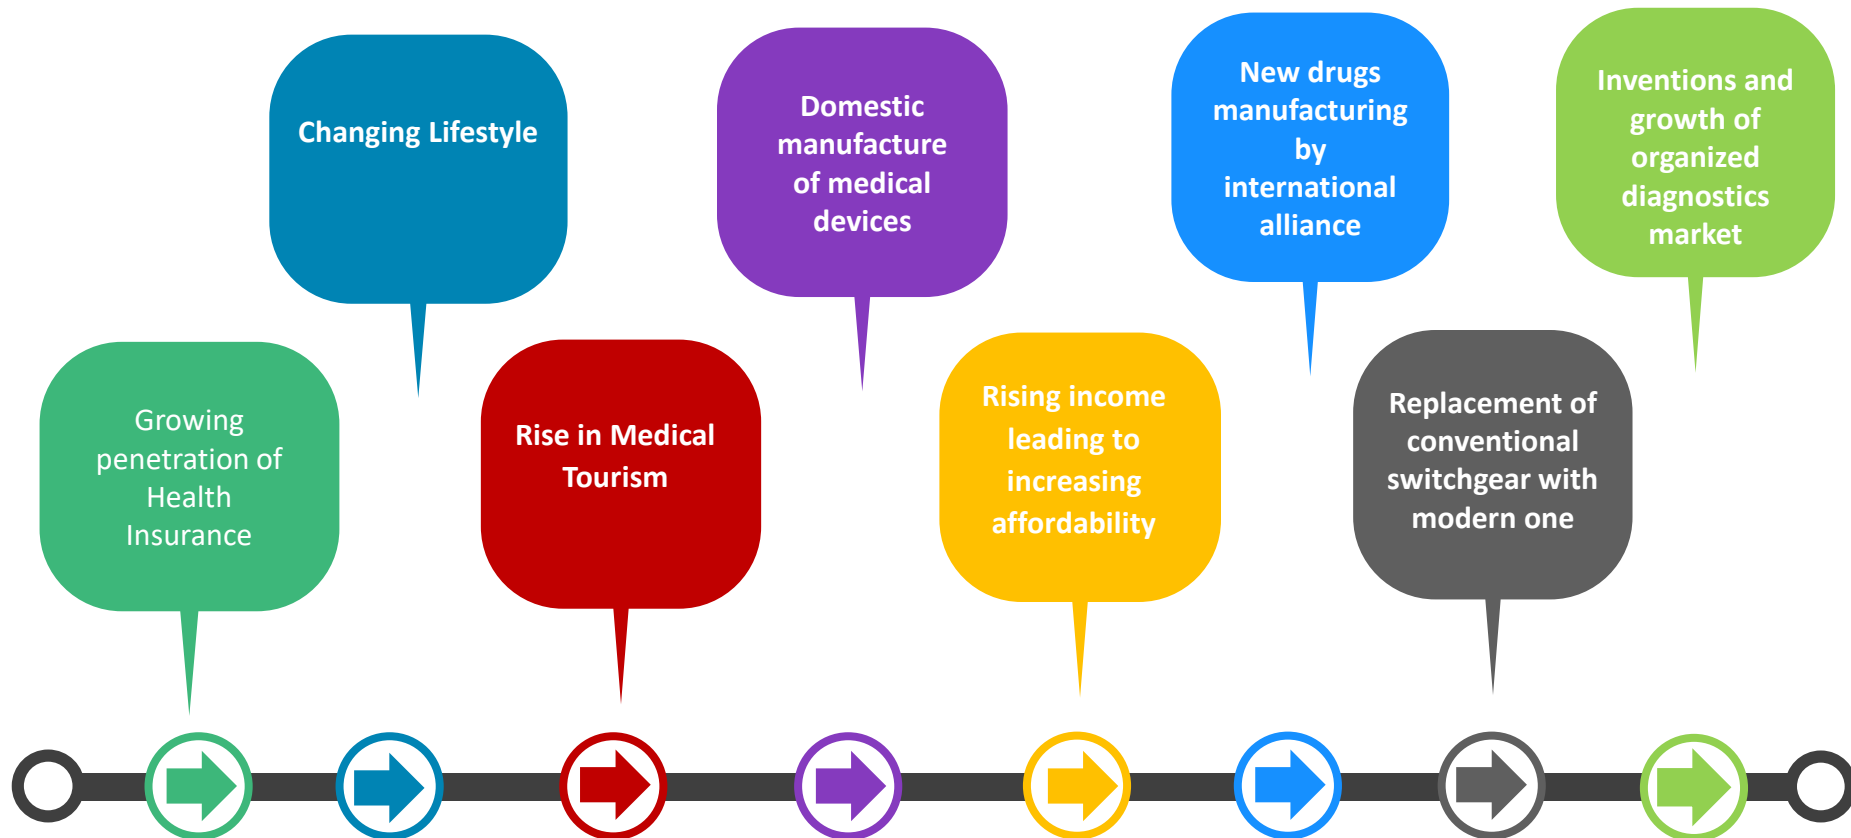 Growing
penetration of
Health
Insurance
Changing Lifestyle
Rise in Medical
Tourism
Domestic
manufacture
of medical
devices
Rising income
leading to
increasing
affordability
New drugs
manufacturing
by
international
alliance
Replacement of
conventional
switchgear with
modern one
Inventions and
growth of
organized
diagnostics
market